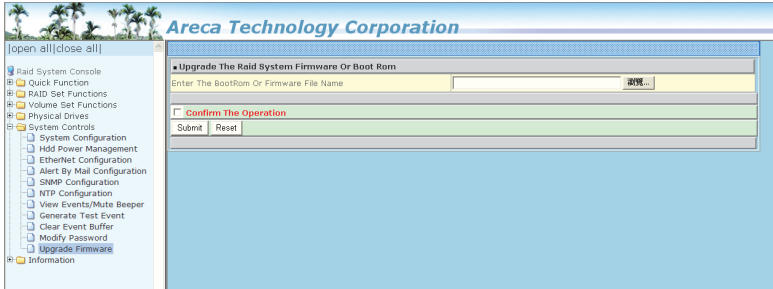 Areca Technology Corporation
|open all|close all|
Raid System Console
Quick Function
RAID Set Functions
Volume Set Functions
Physical Drives
System Controls
System Configuration
Hdd Power Management
EtherNet Configuration
Alert By Mail Configuration
SNMP Configuration
NTP Configuration
View Events/Mute Beeper
Generate Test Event
Clear Event Buffer
Modify Password
Upgrade Firmware
Information
Upgrade The Raid System Firmware Or Boot Rom
Enter The BootRom Or Firmware File Name
瀏覽...
Confirm The Operation
Submit Reset